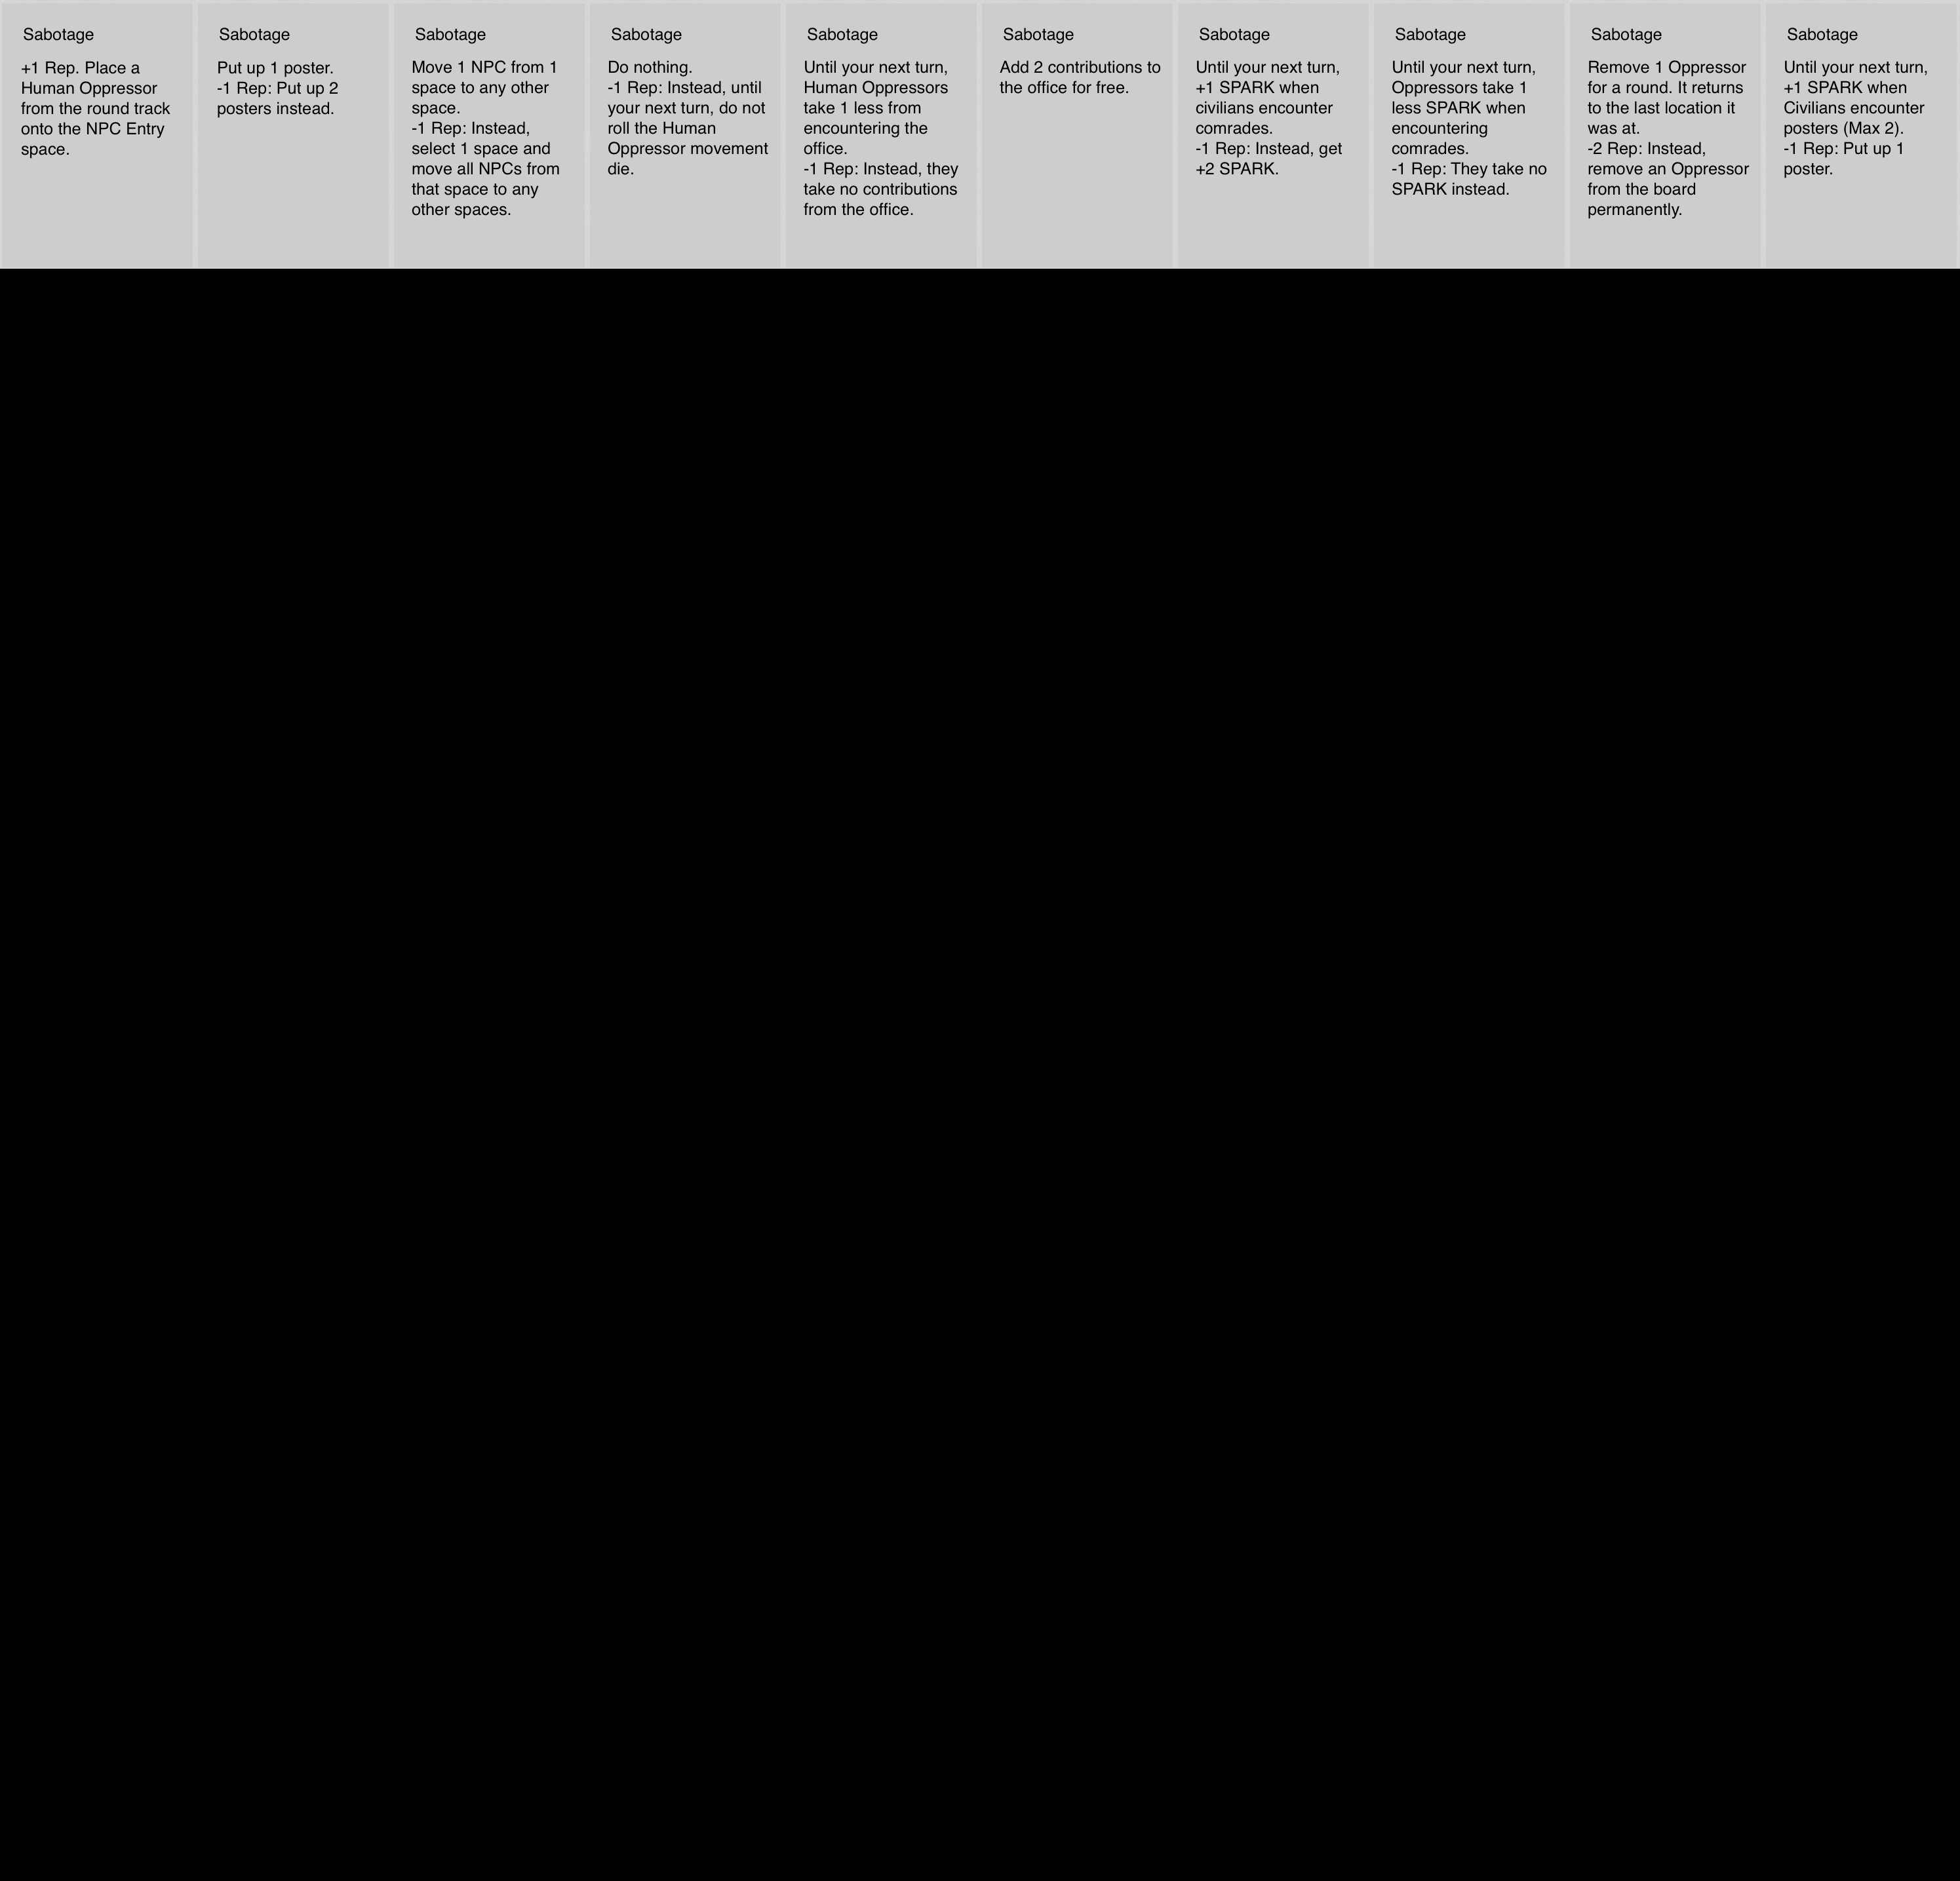 Sabotage
+1 Rep. Place a
Human Oppressor
from the round track
onto the NPC Entry
space.
Sabotage
Put up 1 poster.
-1 Rep: Put up 2
posters instead.
Sabotage
Move 1 NPC from 1
space to any other
space.
-1 Rep: Instead,
select 1 space and
move all NPCs from
that space to any
other spaces.
Sabotage
Do nothing.
-1 Rep: Instead, until
your next turn, do not
roll the Human
Oppressor movement
die.
Sabotage
Until your next turn,
Human Oppressors
take 1 less from
encountering the
office.
-1 Rep: Instead, they
take no contributions
from the office.
Sabotage
Add 2 contributions to
the office for free.
Sabotage
Until your next turn,
+1 SPARK when
civilians encounter
comrades.
-1 Rep: Instead, get
+2 SPARK.
Sabotage
Until your next turn,
Oppressors take 1
less SPARK when
encountering
comrades.
-1 Rep: They take no
SPARK instead.
Sabotage
Remove 1 Oppressor
for a round. It returns
to the last location it
was at.
-2 Rep: Instead,
remove an Oppressor
from the board
permanently.
Sabotage
Until your next turn,
+1 SPARK when
Civilians encounter
posters (Max 2).
-1 Rep: Put up 1
poster.